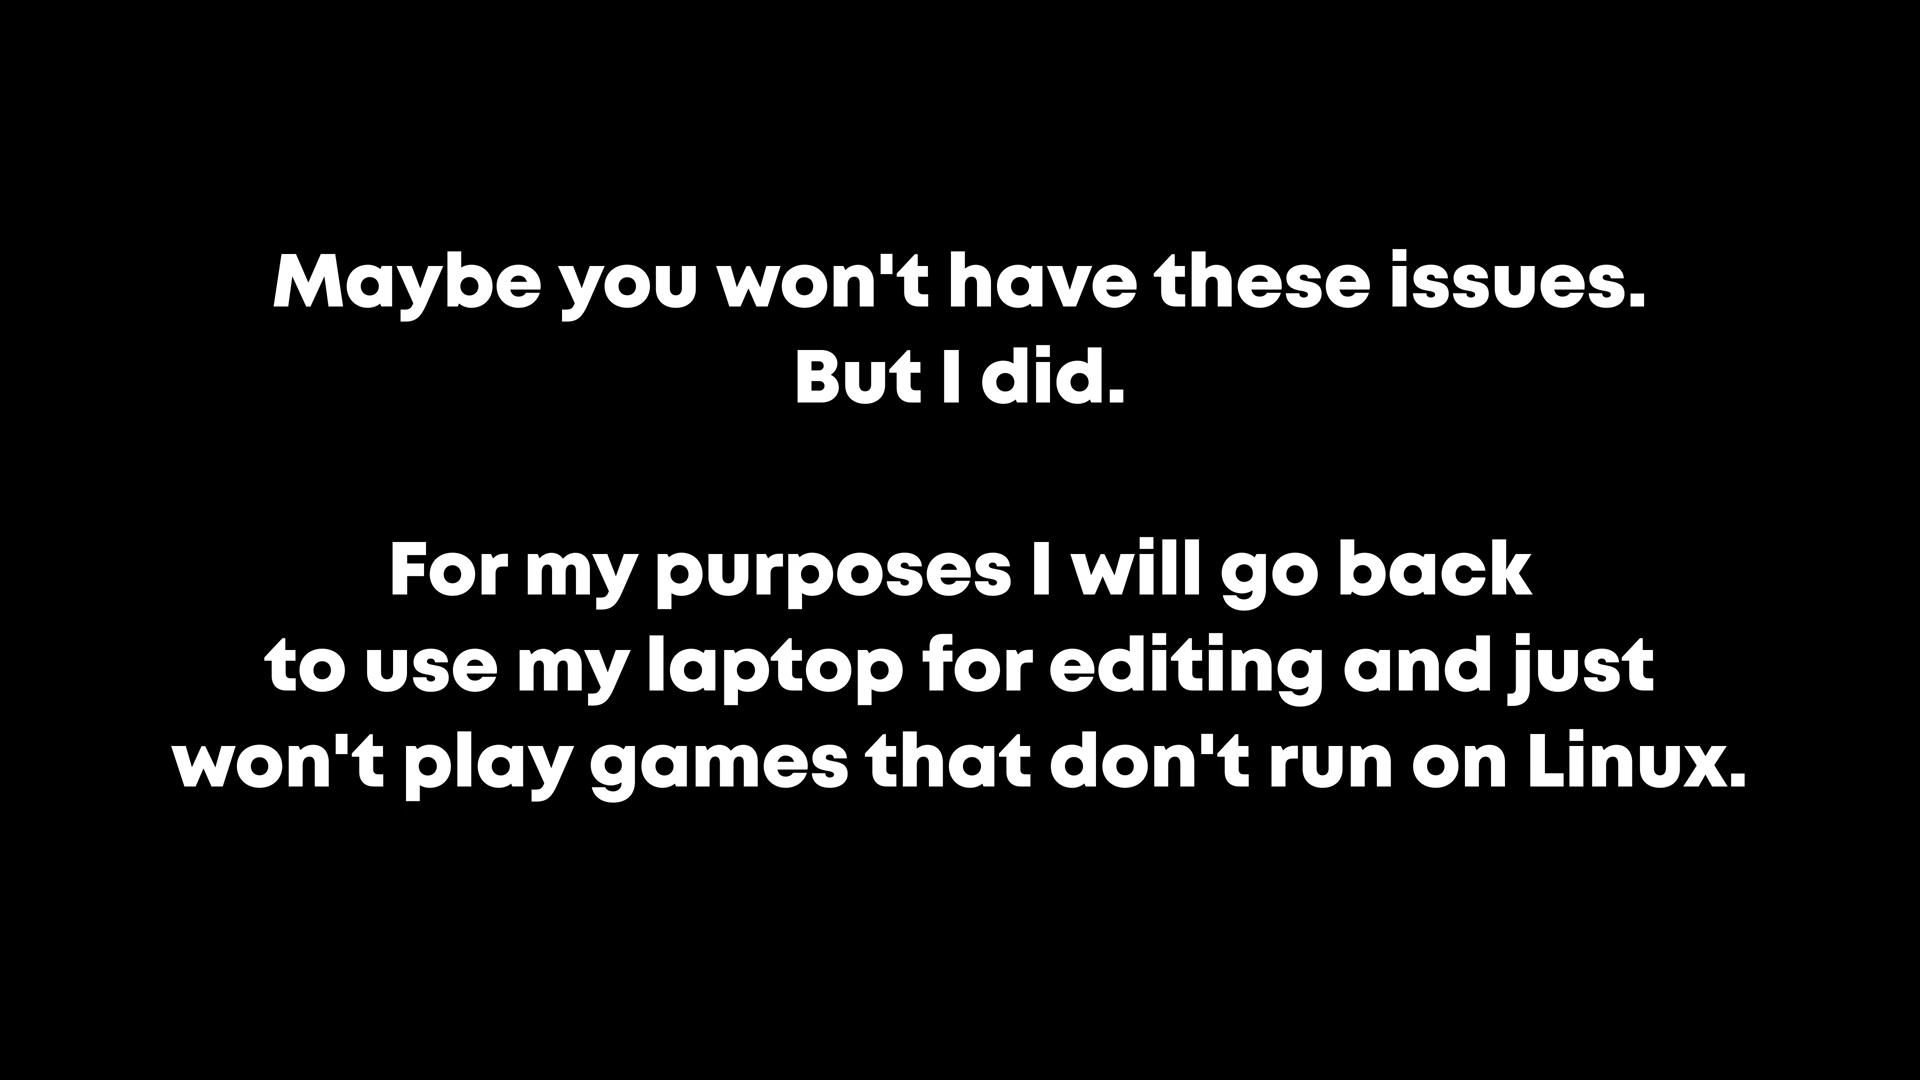 Maybe you won't have these issues.
But I did.
For my purposes I will go back
to use my laptop for editing and just
won't play games that don't run on Linux.